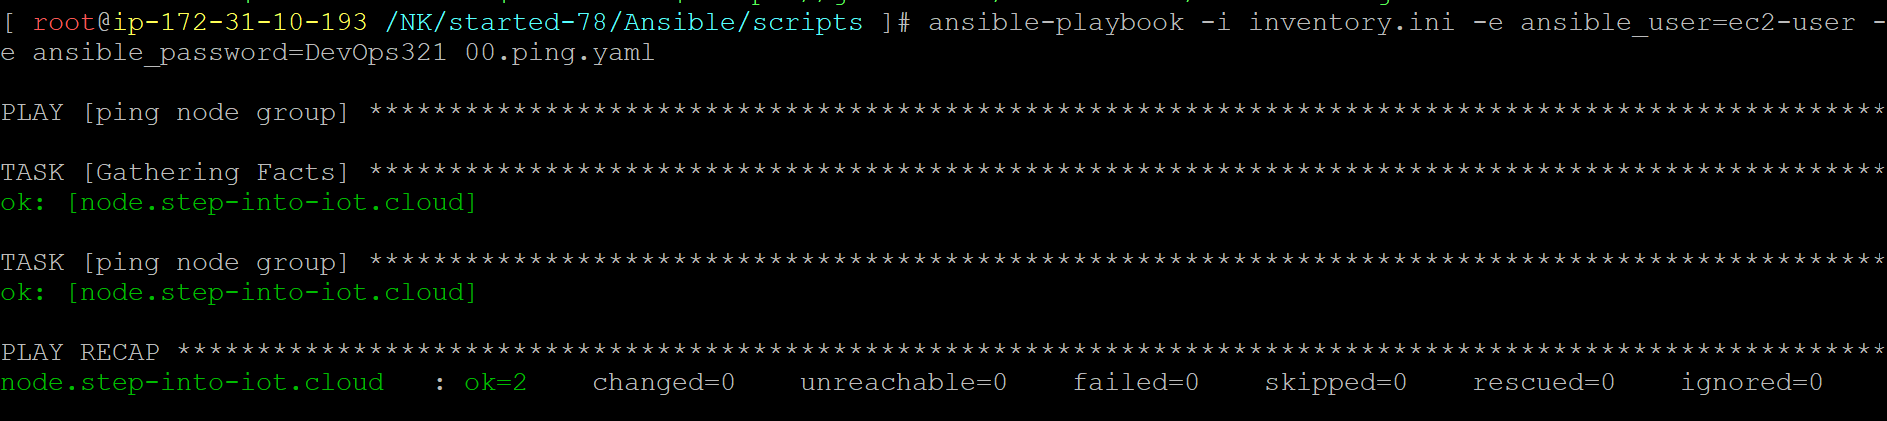 [ root@ip-172-31-10-193 /NK/started-78/Ansible/scripts ]# ansible-playbook -i inventory.ini -e ansible_user=ec2-user -
e ansible_password=DevOps321 00.ping.yaml
PLAY [ping node group] ***********************************************************************************************
TASK [Gathering Facts] ***********************************************************************************************
ok: [node.step-into-iot.cloud]
TASK [ping node group] ***********************************************************************************************
ok: [node.step-into-iot.cloud]
PLAY RECAP ***********************************************************************************************************
node.step-into-iot.cloud   : ok=2    changed=0    unreachable=0    failed=0    skipped=0    rescued=0    ignored=0